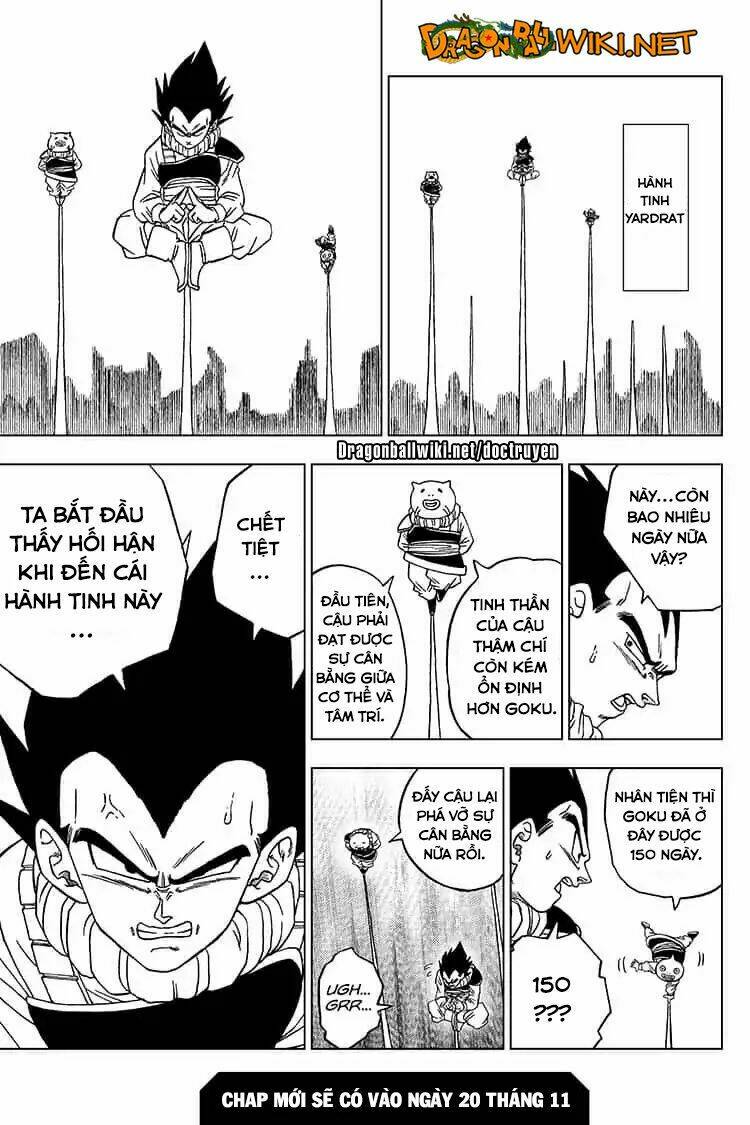 DRAGON BALL WIKI.NET
HÀNH
TINH
YARDRAT
Dragonballwiki.net/doctruyen
NÀY...CÒN
BAO NHIÊU
NGÀY NỮA
VẬY?
TINH THẦN
CỦA CẬU
THẬM CHÍ
CÒN KÉM
ỔN ĐỊNH
HƠN GOKU.
ĐẦU TIÊN,
CẬU PHẢI
ĐẠT ĐƯỢC
SỰ CÂN
BẰNG GIỮA
CƠ THỂ VÀ
TÂM TRÍ.
NHÂN TIỆN THÌ
GOKU ĐÃ Ở
ĐÂY ĐƯỢC
150 NGÀY.
150
???
ĐẤY CẬU LẠI
PHÁ VỠ SỰ
CÂN BẰNG
NỮA RỒI.
UGH...
GRR...
CHẾT
TIỆT
...
TA BẮT ĐẦU
THẤY HỐI HẬN
KHI ĐẾN CÁI
HÀNH TINH NÀY
...
CHAP MỚI SẼ CÓ VÀO NGÀY 20 THÁNG 11